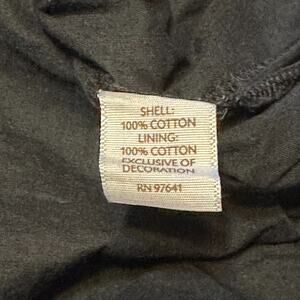 SHELL:
100% COTTON
LINING:
100% COTTON
EXCLUSIVE OF
DECORATION
RN 97641